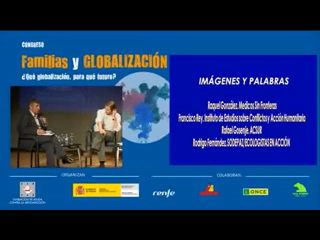 CONGRESO
Familias y GLOBALIZACIÓN
¿Qué globalización, para qué futuro?
IMÁGENES Y PALABRAS
Raquel González. Medicos Sin Fronteras
Francisco Rey. Instituto de Estudios sobre Conflictos y Acción Humanitaria
Rafael Gosenje. ACSUR
Rodrigo Fernández. SODEPAZ/ECOLOGISTAS EN ACCIÓN
ORGANIZAN:
COLABORAN:
renfe
ONCE